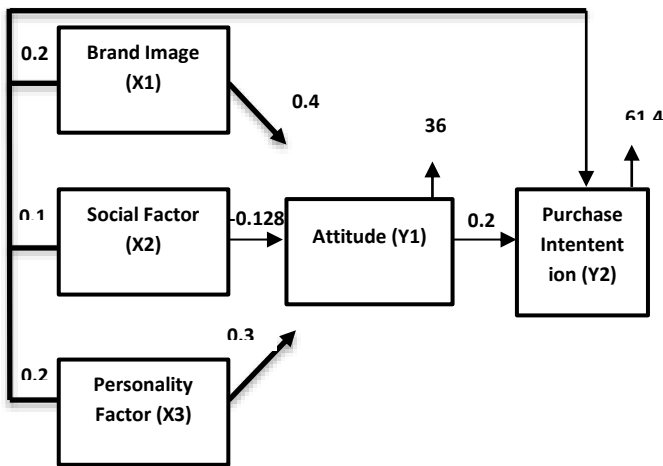 0.2
Brand Image
(X1)
0.4
36
61.4
0.1
Social Factor
(X2)
-0.128
Attitude (Y1)
0.2
Purchase
Intentent
ion (Y2)
0.3
0.2
Personality
Factor (X3)